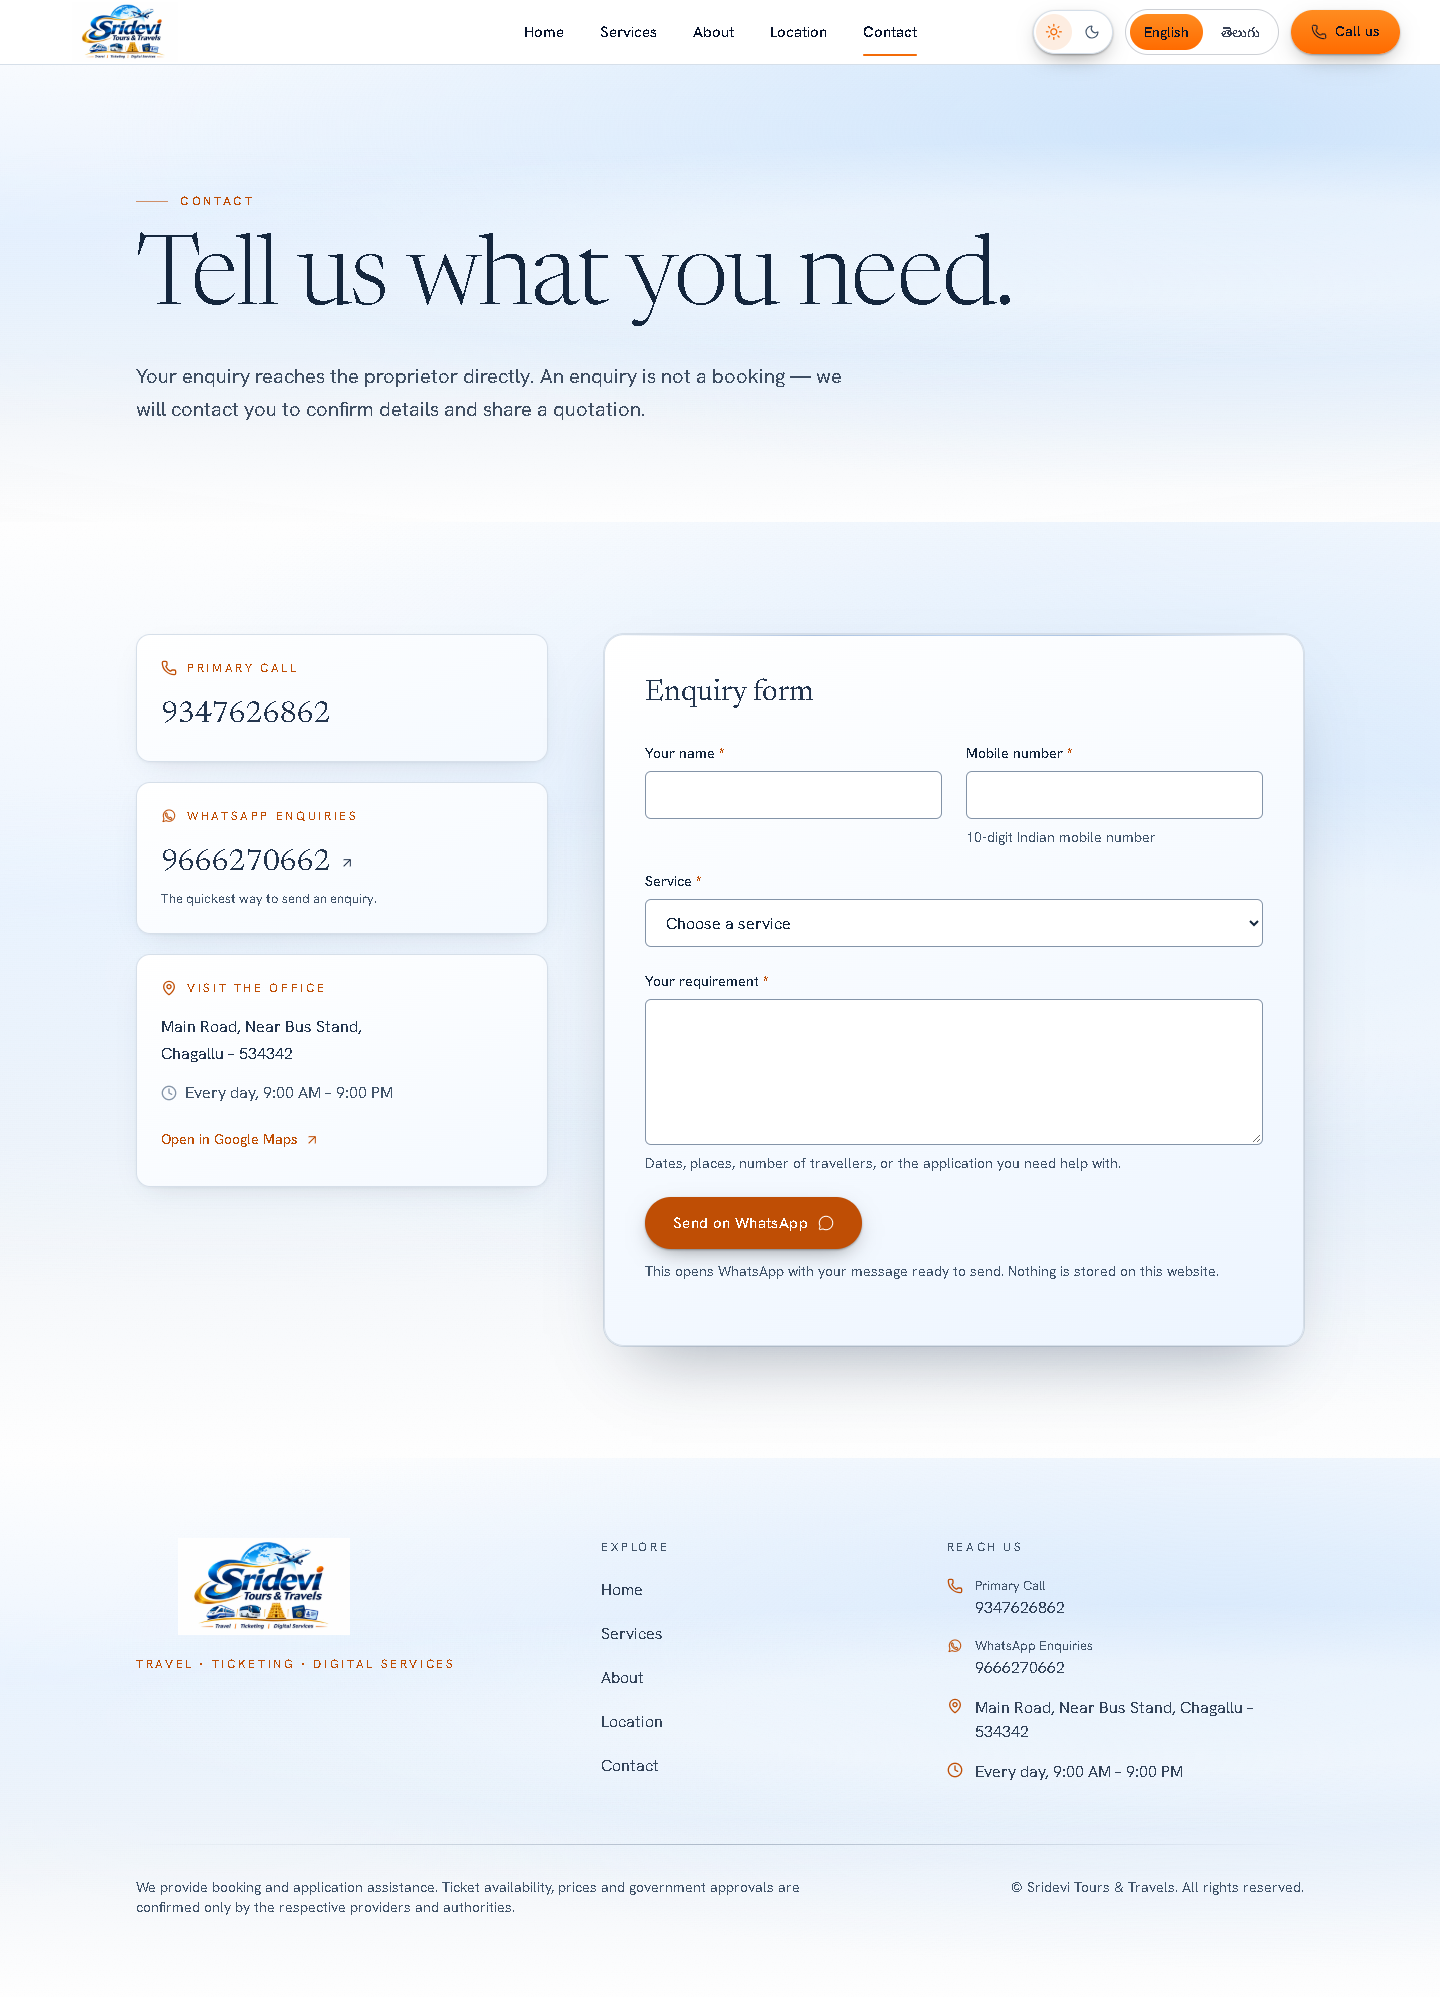 Sridevi
Tours & Travels
Travel | Ticketing | Digital Services
Home
Services
About
Location
Contact
English
తెలుగు
Call us
CONTACT
Tell us what you need.
Your enquiry reaches the proprietor directly. An enquiry is not a booking — we
will contact you to confirm details and share a quotation.
PRIMARY CALL
9347626862
WHATSAPP ENQUIRIES
9666270662
The quickest way to send an enquiry.
VISIT THE OFFICE
Main Road, Near Bus Stand,
Chagallu – 534342
Every day, 9:00 AM – 9:00 PM
Open in Google Maps
Enquiry form
Your name *
Mobile number *
10-digit Indian mobile number
Service *
Choose a service
Your requirement *
Dates, places, number of travellers, or the application you need help with.
Send on WhatsApp
This opens WhatsApp with your message ready to send. Nothing is stored on this website.
Sridevi
Tours & Travels
Travel | Ticketing | Digital Services
TRAVEL · TICKETING · DIGITAL SERVICES
EXPLORE
Home
Services
About
Location
Contact
REACH US
Primary Call
9347626862
WhatsApp Enquiries
9666270662
Main Road, Near Bus Stand, Chagallu –
534342
Every day, 9:00 AM – 9:00 PM
We provide booking and application assistance. Ticket availability, prices and government approvals are
confirmed only by the respective providers and authorities.
© Sridevi Tours & Travels. All rights reserved.